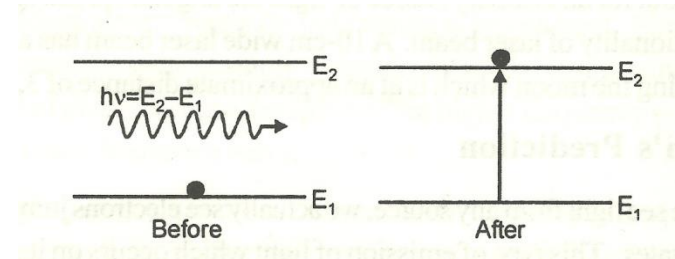 E₂
hν=E₂–E₁
E₁
Before
E₂
E₁
After